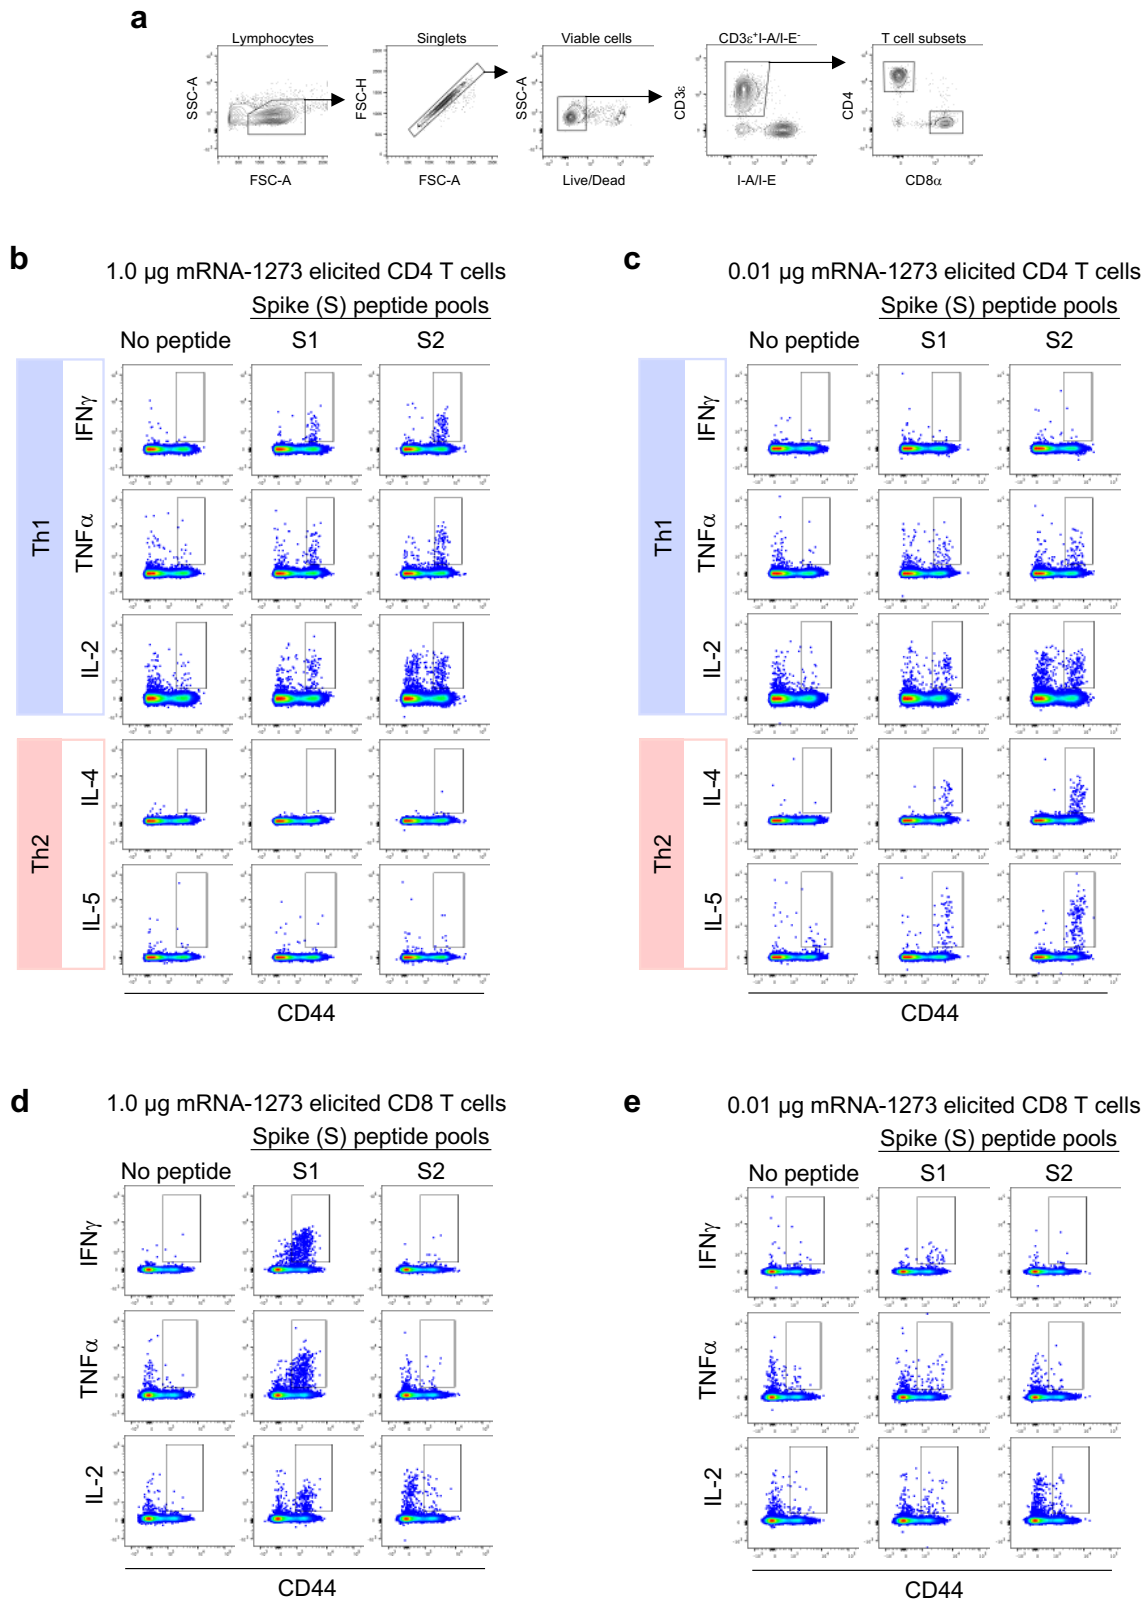 a
Lymphocytes
Singlets
Viable cells
CD3ε⁺I-A/I-E⁻
T cell subsets
SSC-A
FSC-H
SSC-A
CD3ε
CD4
FSC-A
FSC-A
Live/Dead
I-A/I-E
CD8α
b
1.0 µg mRNA-1273 elicited CD4 T cells
Spike (S) peptide pools
No peptide S1 S2
Th1
IFNγ
TNFα
IL-2
Th2
IL-4
IL-5
CD44
c
0.01 µg mRNA-1273 elicited CD4 T cells
Spike (S) peptide pools
No peptide S1 S2
Th1
IFNγ
TNFα
IL-2
Th2
IL-4
IL-5
CD44
d
1.0 µg mRNA-1273 elicited CD8 T cells
Spike (S) peptide pools
No peptide S1 S2
IFNγ
TNFα
IL-2
CD44
e
0.01 µg mRNA-1273 elicited CD8 T cells
Spike (S) peptide pools
No peptide S1 S2
IFNγ
TNFα
IL-2
CD44